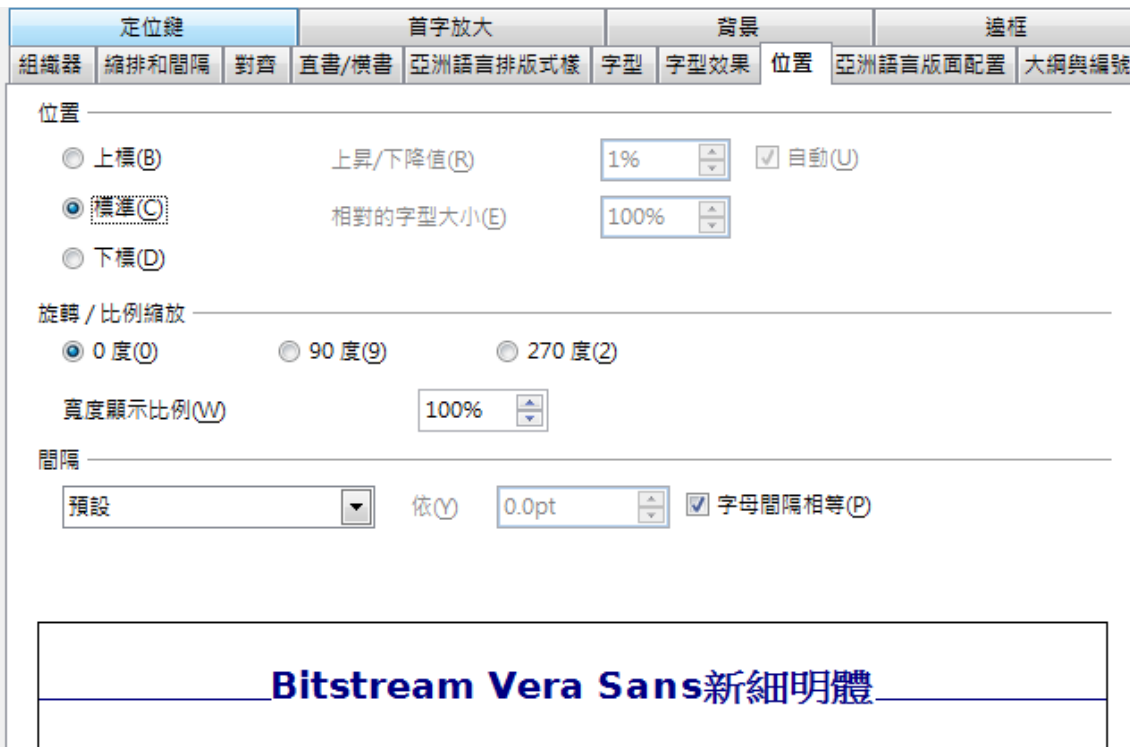 定位鍵 首字放大 背景 邊框
組織器 縮排和間隔 對齊 直書/橫書 亞洲語言排版式樣 字型 字型效果 位置 亞洲語言版面配置 大綱與編號
位置
上標(B) 上昇/下降值(R) 1% 自動(U)
標準(C) 相對的字型大小(E) 100%
下標(D)
旋轉 / 比例縮放
0 度(0) 90 度(9) 270 度(2)
寬度顯示比例(W) 100%
間隔
預設 依(Y) 0.0pt 字母間隔相等(P)
Bitstream Vera Sans新細明體